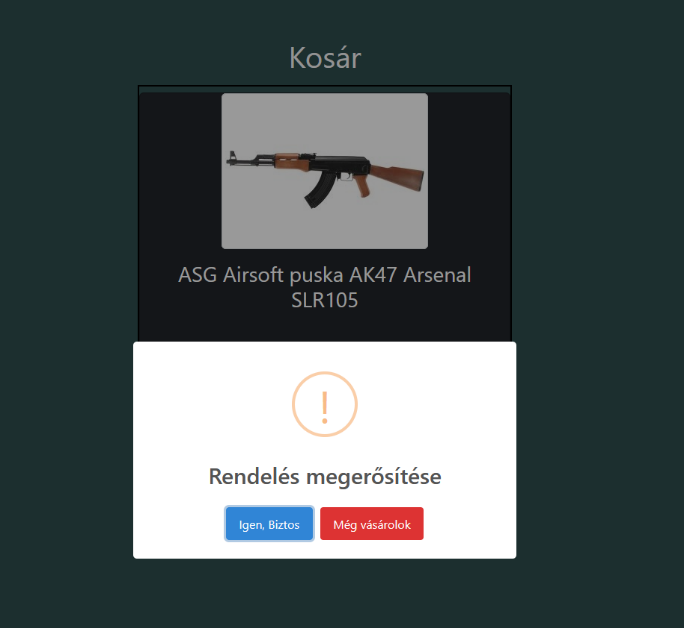 Kosár
ASG Airsoft puska AK47 Arsenal
SLR105
!
Rendelés megerősítése
Igen, Biztos
Még vásárolok